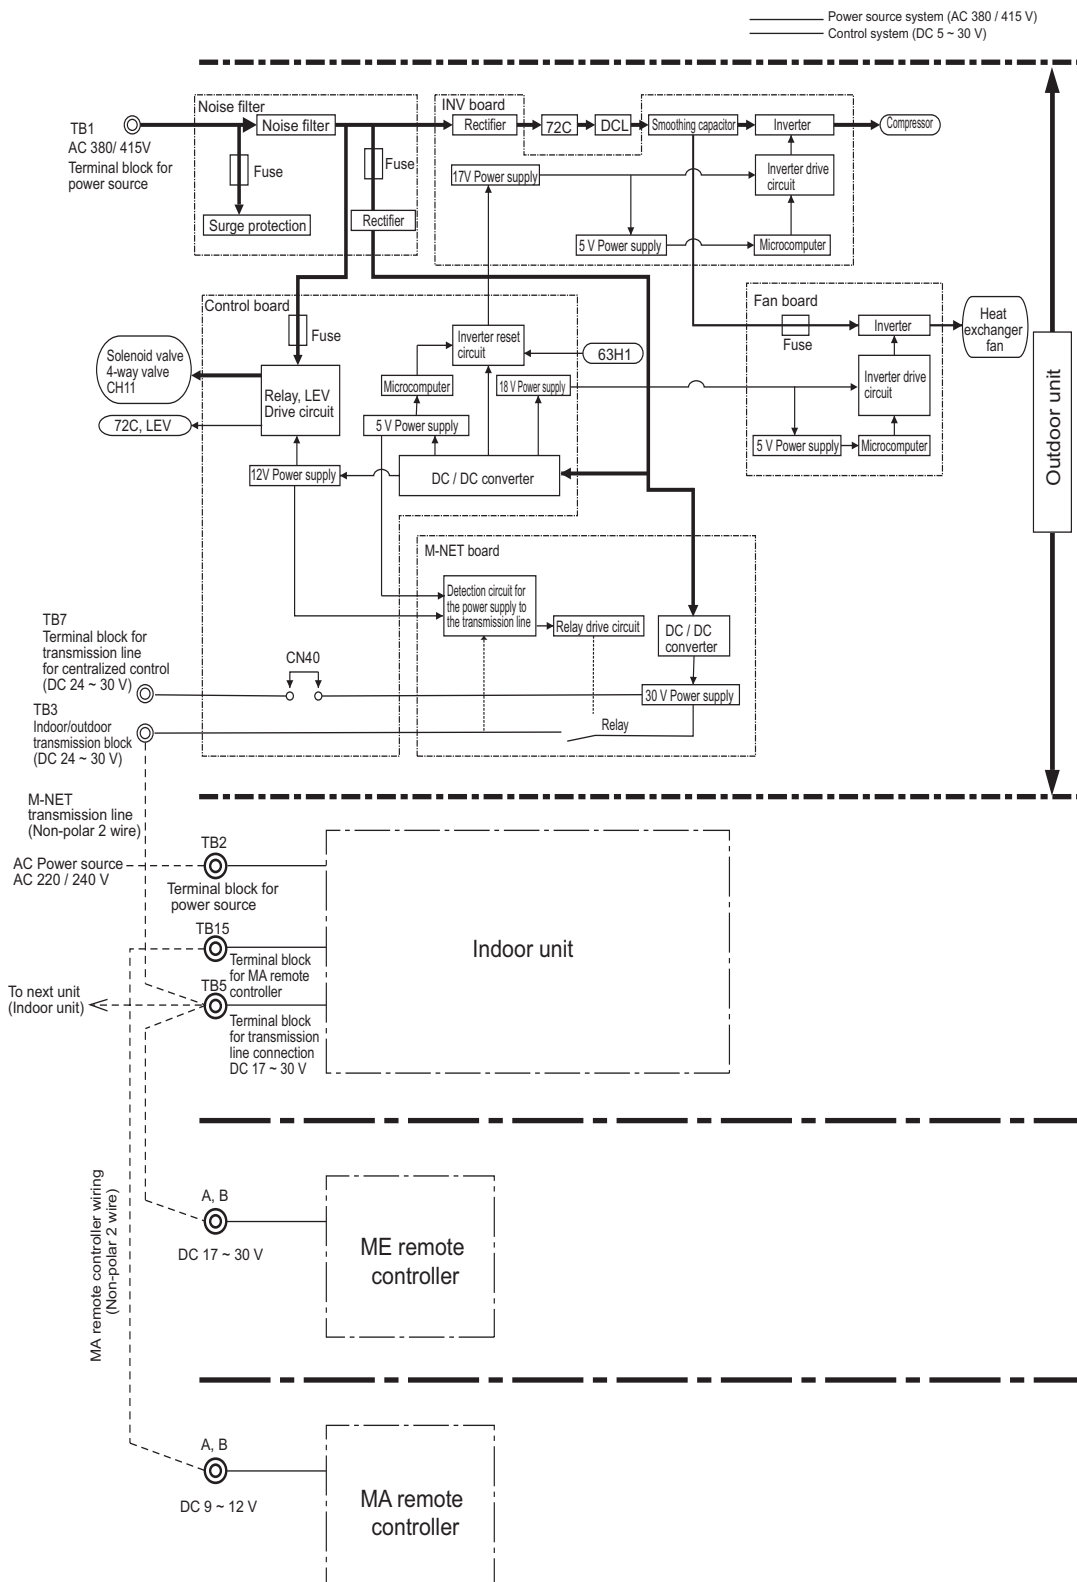 Power source system (AC 380 / 415 V)
Control system (DC 5 ~ 30 V)
Noise filter
INV board
TB1
AC 380/ 415V
Terminal block for
power source
Noise filter
Fuse
Surge protection
Fuse
Rectifier
Rectifier
72C
DCL
Smoothing capacitor
Inverter
Compressor
17V Power supply
Inverter drive
circuit
5 V Power supply
Microcomputer
Control board
Fuse
Solenoid valve
4-way valve
CH11
72C, LEV
Relay, LEV
Drive circuit
Inverter reset
circuit
63H1
Microcomputer
18 V Power supply
5 V Power supply
12V Power supply
DC / DC converter
Fan board
Fuse
Inverter
Heat
exchanger
fan
Inverter drive
circuit
5 V Power supply
Microcomputer
Outdoor unit
M-NET board
Detection circuit for
the power supply to
the transmission line
Relay drive circuit
DC / DC
converter
30 V Power supply
Relay
TB7
Terminal block for
transmission line
for centralized control
(DC 24 ~ 30 V)
CN40
TB3
Indoor/outdoor
transmission block
(DC 24 ~ 30 V)
M-NET
transmission line
(Non-polar 2 wire)
AC Power source
AC 220 / 240 V
TB2
Terminal block for
power source
TB15
Terminal block
for MA remote
controller
Indoor unit
To next unit
(Indoor unit)
TB5
Terminal block
for transmission
line connection
DC 17 ~ 30 V
MA remote controller wiring
(Non-polar 2 wire)
A, B
DC 17 ~ 30 V
ME remote
controller
A, B
DC 9 ~ 12 V
MA remote
controller